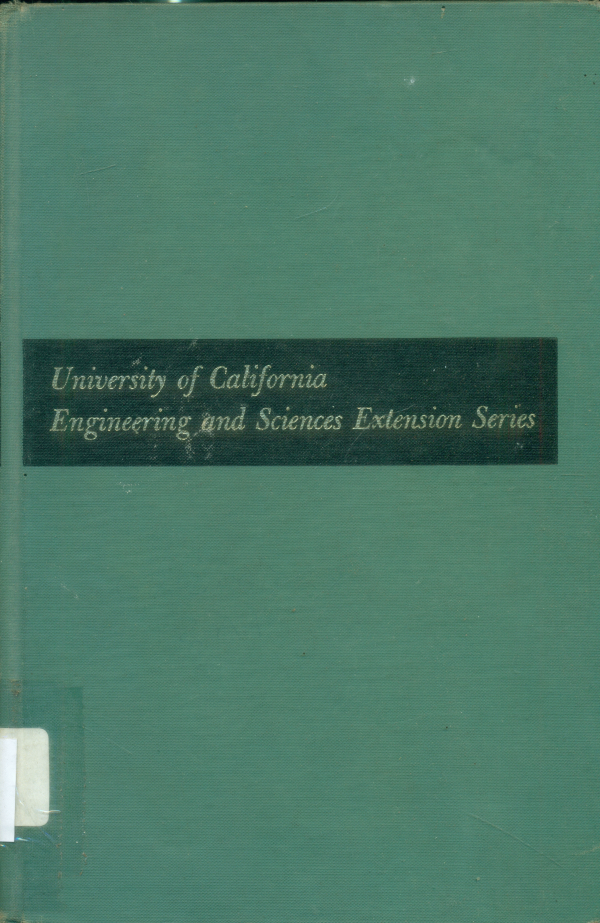 University of California
Engineering and Sciences Extension Series